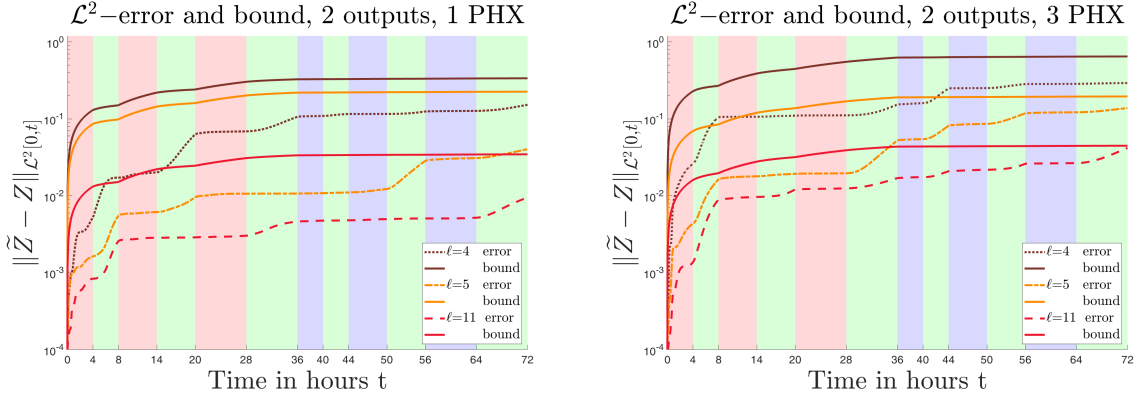 𝓛²−error and bound, 2 outputs, 1 PHX
‖Z̃ − Z‖𝓛²[0,t]
10⁰
10⁻¹
10⁻²
10⁻³
10⁻⁴
ℓ=4 error
bound
ℓ=5 error
bound
ℓ=11 error
bound
0 4 8 14 20 28 36 40 44 50 56 64 72
Time in hours t
𝓛²−error and bound, 2 outputs, 3 PHX
‖Z̃ − Z‖𝓛²[0,t]
10⁰
10⁻¹
10⁻²
10⁻³
10⁻⁴
ℓ=4 error
bound
ℓ=5 error
bound
ℓ=11 error
bound
0 4 8 14 20 28 36 40 44 50 56 64 72
Time in hours t